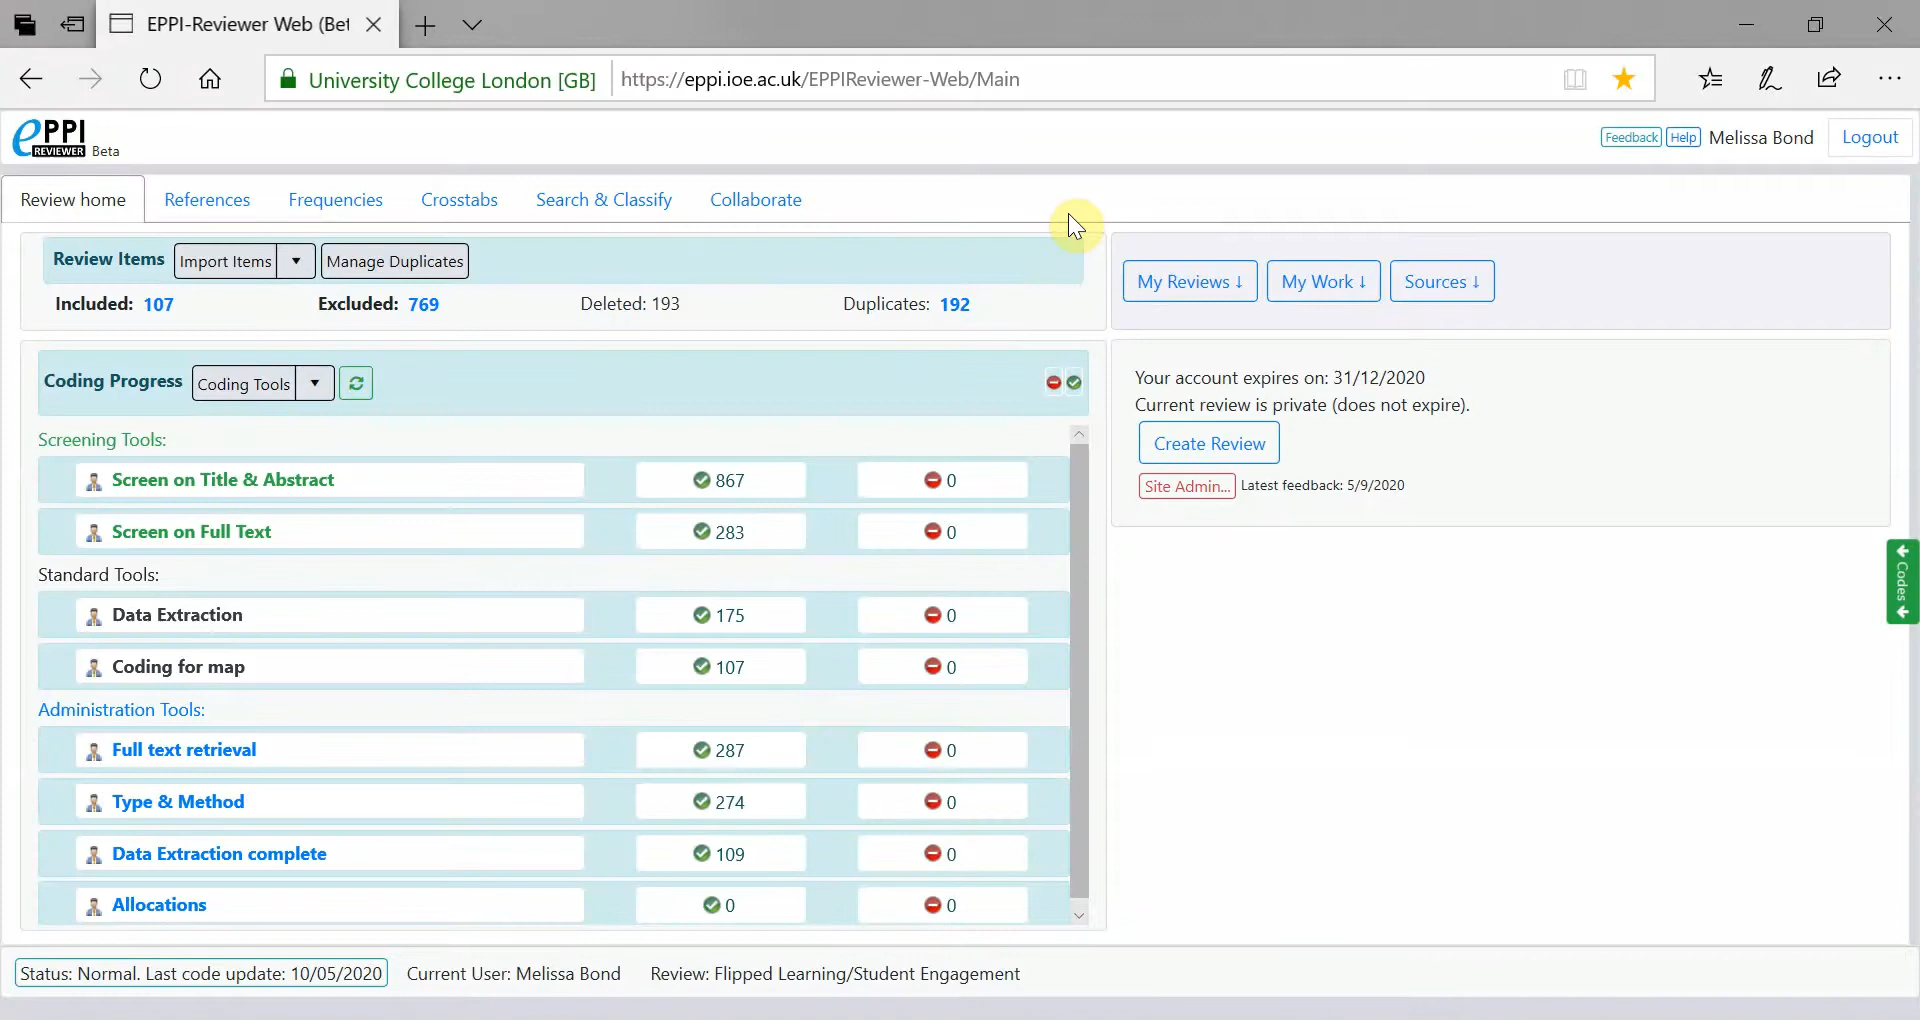 EPPI-Reviewer Web (Bet
University College London [GB] https://eppi.ioe.ac.uk/EPPIReviewer-Web/Main
ePPI REVIEWER Beta
Feedback Help Melissa Bond Logout
Review home References Frequencies Crosstabs Search & Classify Collaborate
Review Items Import Items Manage Duplicates
Included: 107 Excluded: 769 Deleted: 193 Duplicates: 192
My Reviews ↓ My Work ↓ Sources ↓
Coding Progress Coding Tools
Screening Tools:
Screen on Title & Abstract 867 0
Screen on Full Text 283 0
Standard Tools:
Data Extraction 175 0
Coding for map 107 0
Administration Tools:
Full text retrieval 287 0
Type & Method 274 0
Data Extraction complete 109 0
Allocations 0 0
Your account expires on: 31/12/2020
Current review is private (does not expire).
Create Review
Site Admin... Latest feedback: 5/9/2020
Codes
Status: Normal. Last code update: 10/05/2020 Current User: Melissa Bond Review: Flipped Learning/Student Engagement